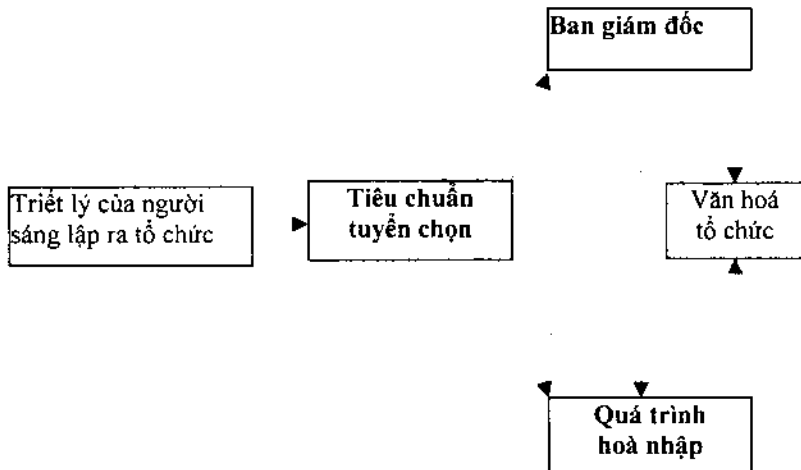 Ban giám đốc
Triết lý của người
sáng lập ra tổ chức
Tiêu chuẩn
tuyển chọn
Văn hoá
tổ chức
Quá trình
hoà nhập